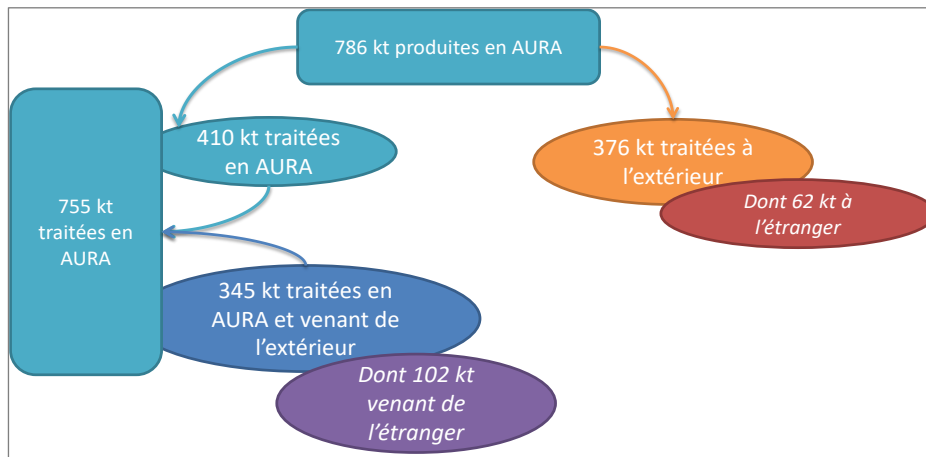 786 kt produites en AURA
410 kt traitées
en AURA
376 kt traitées à
l'extérieur
Dont 62 kt à
l'étranger
755 kt
traitées en
AURA
345 kt traitées en
AURA et venant de
l'extérieur
Dont 102 kt
venant de
l'étranger